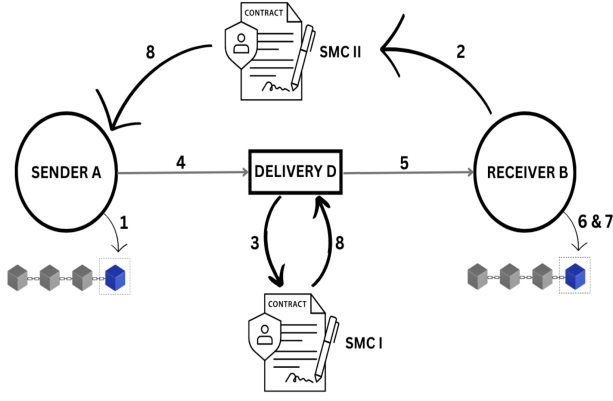 CONTRACT
SMC II
8
2
SENDER A
4
DELIVERY D
5
RECEIVER B
1
3
8
6 & 7
CONTRACT
SMC I